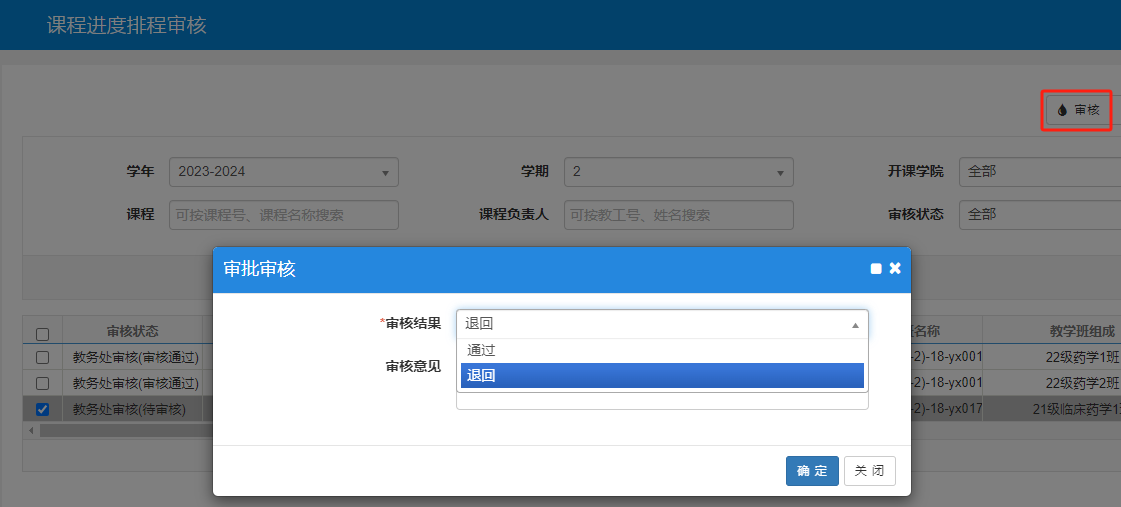 课程进度排程审核
审核
学年 2023-2024 学期 2 开课学院 全部
课程 可按课程号、课程名称搜索 课程负责人 可按教工号、姓名搜索 审核状态 全部
审批审核
*审核结果 退回
通过
审核意见
退回
审核状态 名称 教学班组成
教务处审核(审核通过) -2)-18-yx001 22级药学1班
教务处审核(审核通过) -2)-18-yx001 22级药学2班
教务处审核(待审核) -2)-18-yx017 21级临床药学1
确 定 关 闭